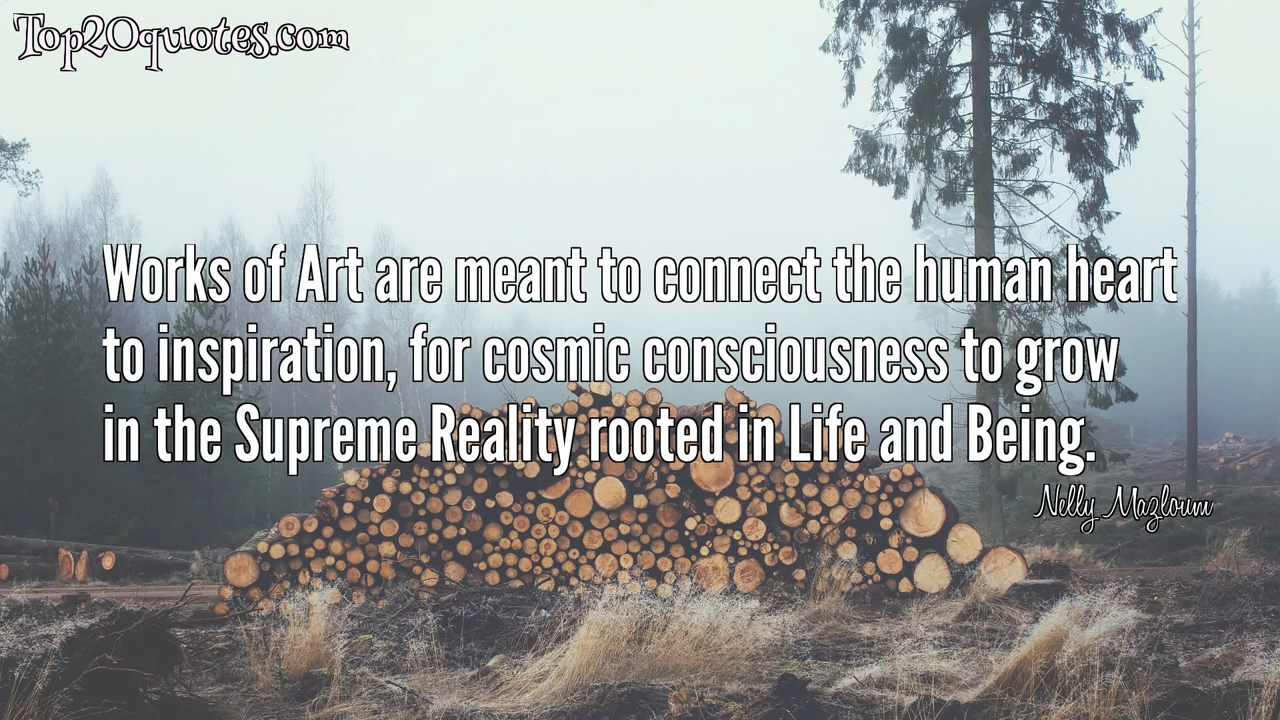 Top20quotes.com
Works of Art are meant to connect the human heart
to inspiration, for cosmic consciousness to grow
in the Supreme Reality rooted in Life and Being.
Nelly Mazloum